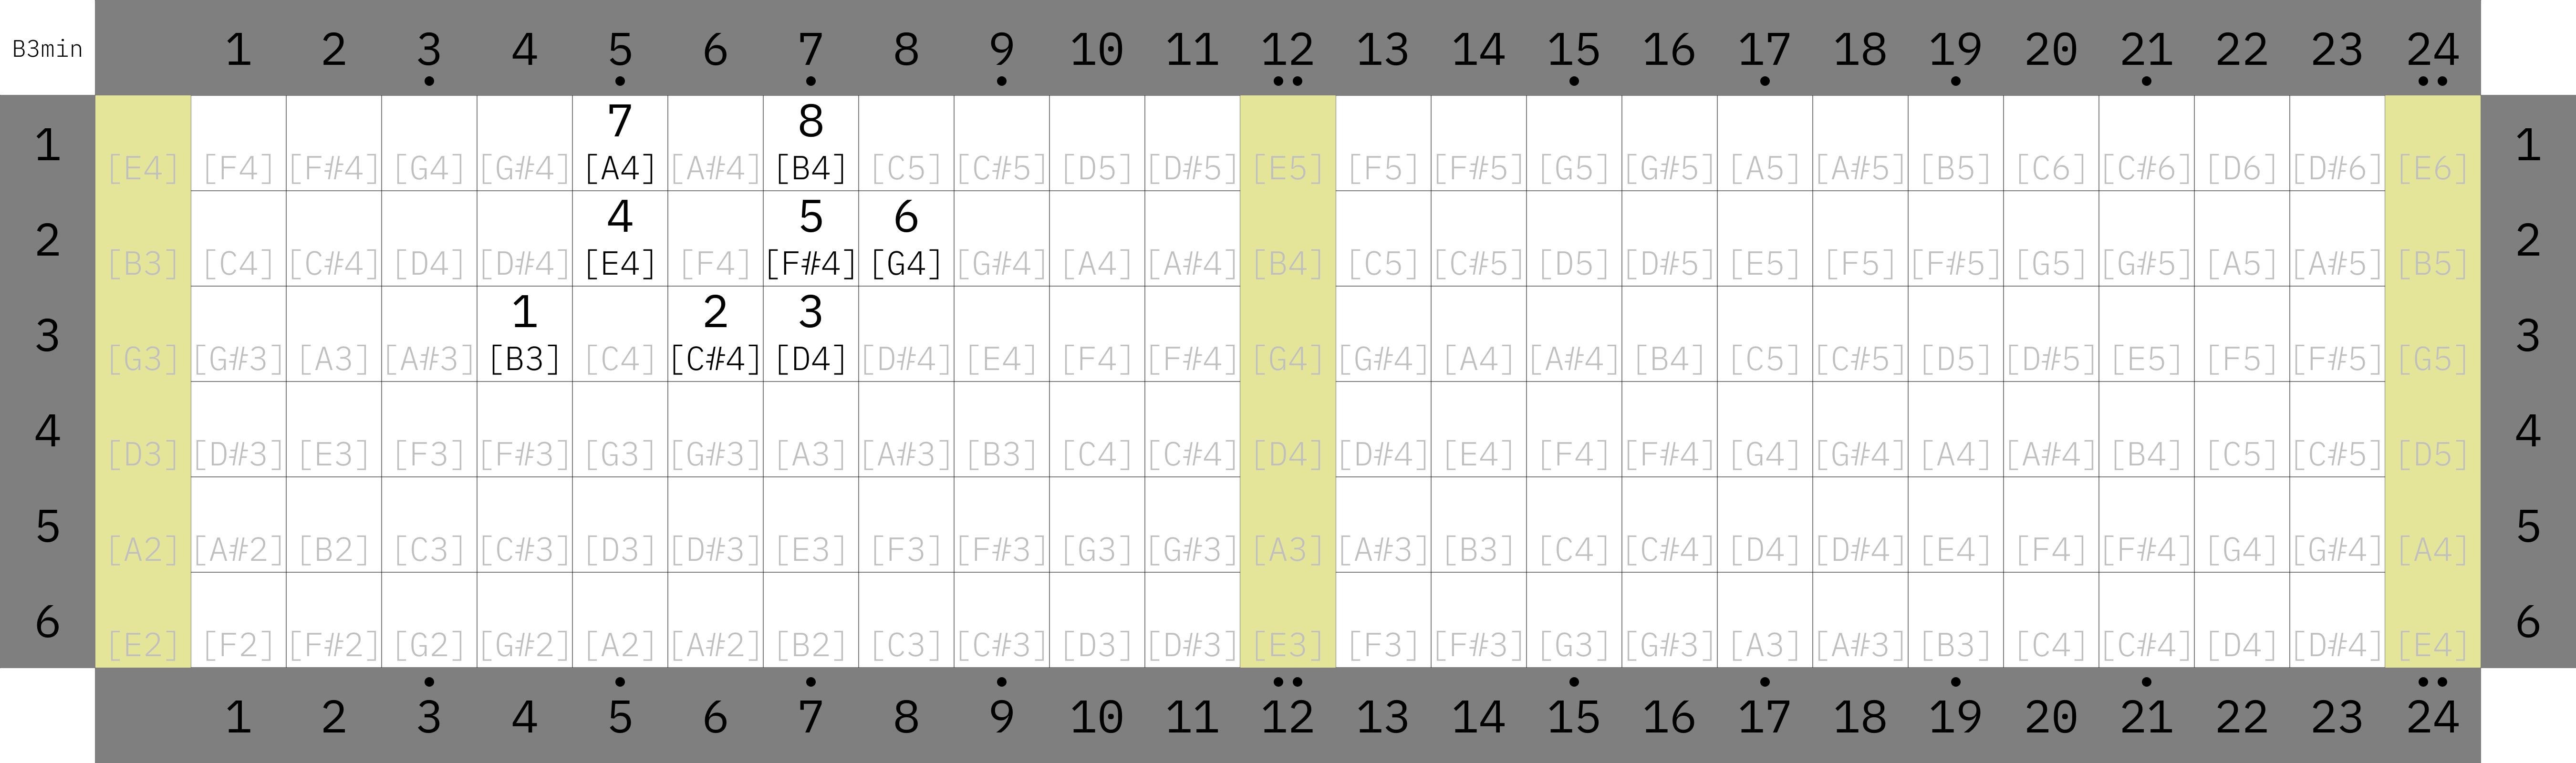 B3min 1 2 3 4 5 6 7 8 9 10 11 12 13 14 15 16 17 18 19 20 21 22 23 24
7 8
1 [E4] [F4] [F#4] [G4] [G#4] [A4] [A#4] [B4] [C5] [C#5] [D5] [D#5] [E5] [F5] [F#5] [G5] [G#5] [A5] [A#5] [B5] [C6] [C#6] [D6] [D#6] [E6] 1
4 5 6
2 [B3] [C4] [C#4] [D4] [D#4] [E4] [F4] [F#4] [G4] [G#4] [A4] [A#4] [B4] [C5] [C#5] [D5] [D#5] [E5] [F5] [F#5] [G5] [G#5] [A5] [A#5] [B5] 2
1 2 3
3 [G3] [G#3] [A3] [A#3] [B3] [C4] [C#4] [D4] [D#4] [E4] [F4] [F#4] [G4] [G#4] [A4] [A#4] [B4] [C5] [C#5] [D5] [D#5] [E5] [F5] [F#5] [G5] 3
4 [D3] [D#3] [E3] [F3] [F#3] [G3] [G#3] [A3] [A#3] [B3] [C4] [C#4] [D4] [D#4] [E4] [F4] [F#4] [G4] [G#4] [A4] [A#4] [B4] [C5] [C#5] [D5] 4
5 [A2] [A#2] [B2] [C3] [C#3] [D3] [D#3] [E3] [F3] [F#3] [G3] [G#3] [A3] [A#3] [B3] [C4] [C#4] [D4] [D#4] [E4] [F4] [F#4] [G4] [G#4] [A4] 5
6 [E2] [F2] [F#2] [G2] [G#2] [A2] [A#2] [B2] [C3] [C#3] [D3] [D#3] [E3] [F3] [F#3] [G3] [G#3] [A3] [A#3] [B3] [C4] [C#4] [D4] [D#4] [E4] 6
1 2 3 4 5 6 7 8 9 10 11 12 13 14 15 16 17 18 19 20 21 22 23 24